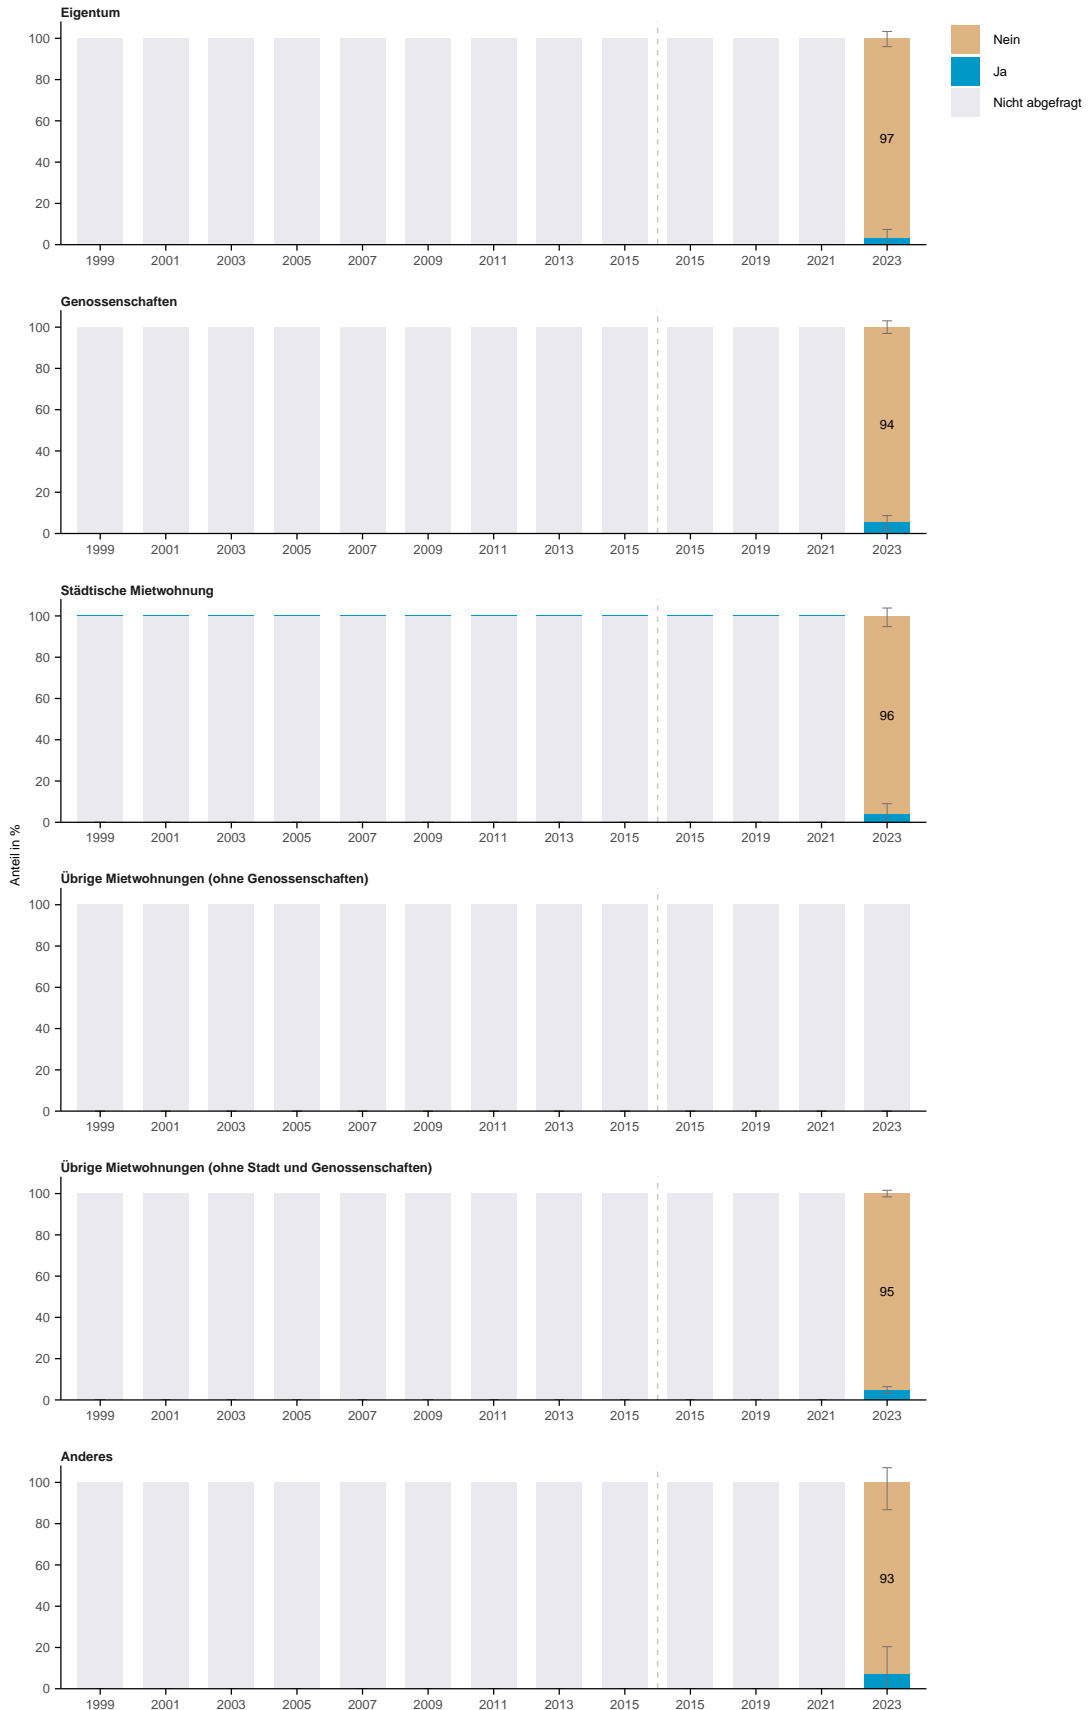 Eigentum
100
80
60
40
20
0
97
1999 2001 2003 2005 2007 2009 2011 2013 2015 2015 2019 2021 2023
Nein
Ja
Nicht abgefragt
Genossenschaften
100
80
60
40
20
0
94
1999 2001 2003 2005 2007 2009 2011 2013 2015 2015 2019 2021 2023
Städtische Mietwohnung
100
80
60
40
20
0
96
1999 2001 2003 2005 2007 2009 2011 2013 2015 2015 2019 2021 2023
Anteil in %
Übrige Mietwohnungen (ohne Genossenschaften)
100
80
60
40
20
0
1999 2001 2003 2005 2007 2009 2011 2013 2015 2015 2019 2021 2023
Übrige Mietwohnungen (ohne Stadt und Genossenschaften)
100
80
60
40
20
0
95
1999 2001 2003 2005 2007 2009 2011 2013 2015 2015 2019 2021 2023
Anderes
100
80
60
40
20
0
93
1999 2001 2003 2005 2007 2009 2011 2013 2015 2015 2019 2021 2023